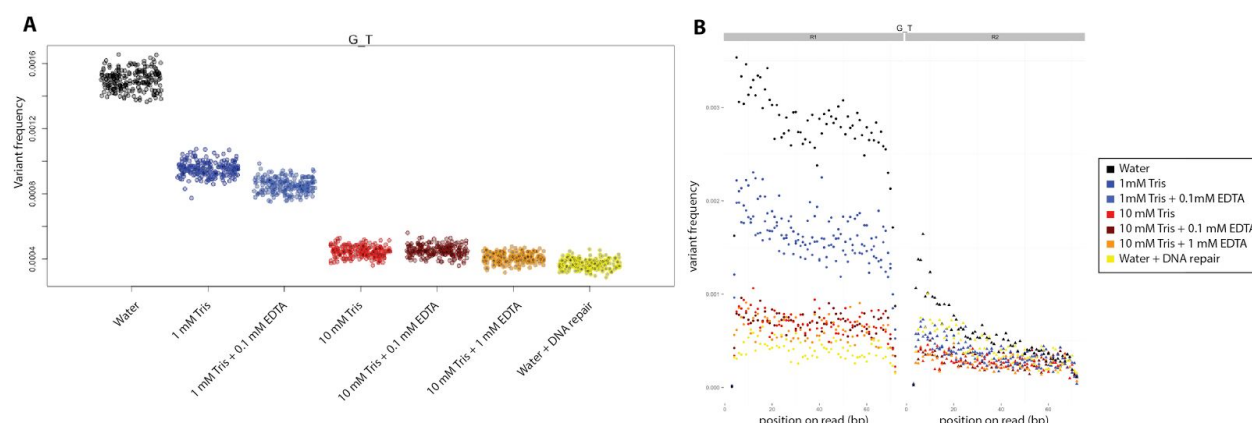 A
G_T
Variant frequency
0.0016
0.0012
0.0008
0.0004
Water
1 mM Tris
1 mM Tris + 0.1 mM EDTA
10 mM Tris
10 mM Tris + 0.1 mM EDTA
10 mM Tris + 1 mM EDTA
Water + DNA repair
B
G_T
R1 R2
variant frequency
0.003
0.002
0.001
0.000
0 20 40 60 0 20 40 60
position on read (bp) position on read (bp)
Water
1mM Tris
1mM Tris + 0.1mM EDTA
10 mM Tris
10 mM Tris + 0.1 mM EDTA
10 mM Tris + 1 mM EDTA
Water + DNA repair